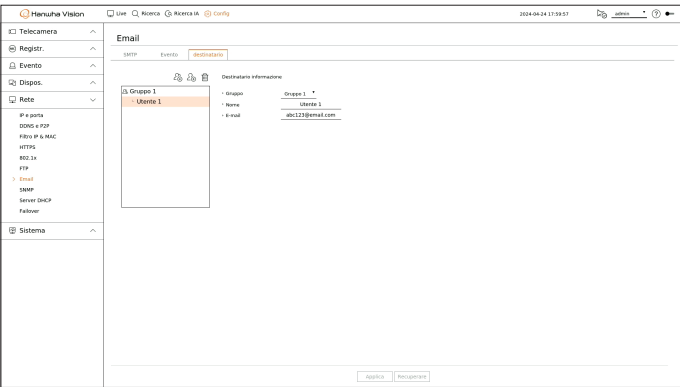 Hanwha Vision
Live Ricerca Ricerca IA Config
2024-04-24 17:59:57
admin
Telecamera
Registr.
Evento
Dispos.
Rete
IP e porta
DDNS e P2P
Filtro IP & MAC
HTTPS
802.1x
FTP
Email
SNMP
Server DHCP
Failover
Sistema
Email
SMTP Evento destinatario
Gruppo 1
Utente 1
Destinatario informazione
Gruppo Gruppo 1
Nome Utente 1
E-mail abc123@email.com
Applica Recuperare